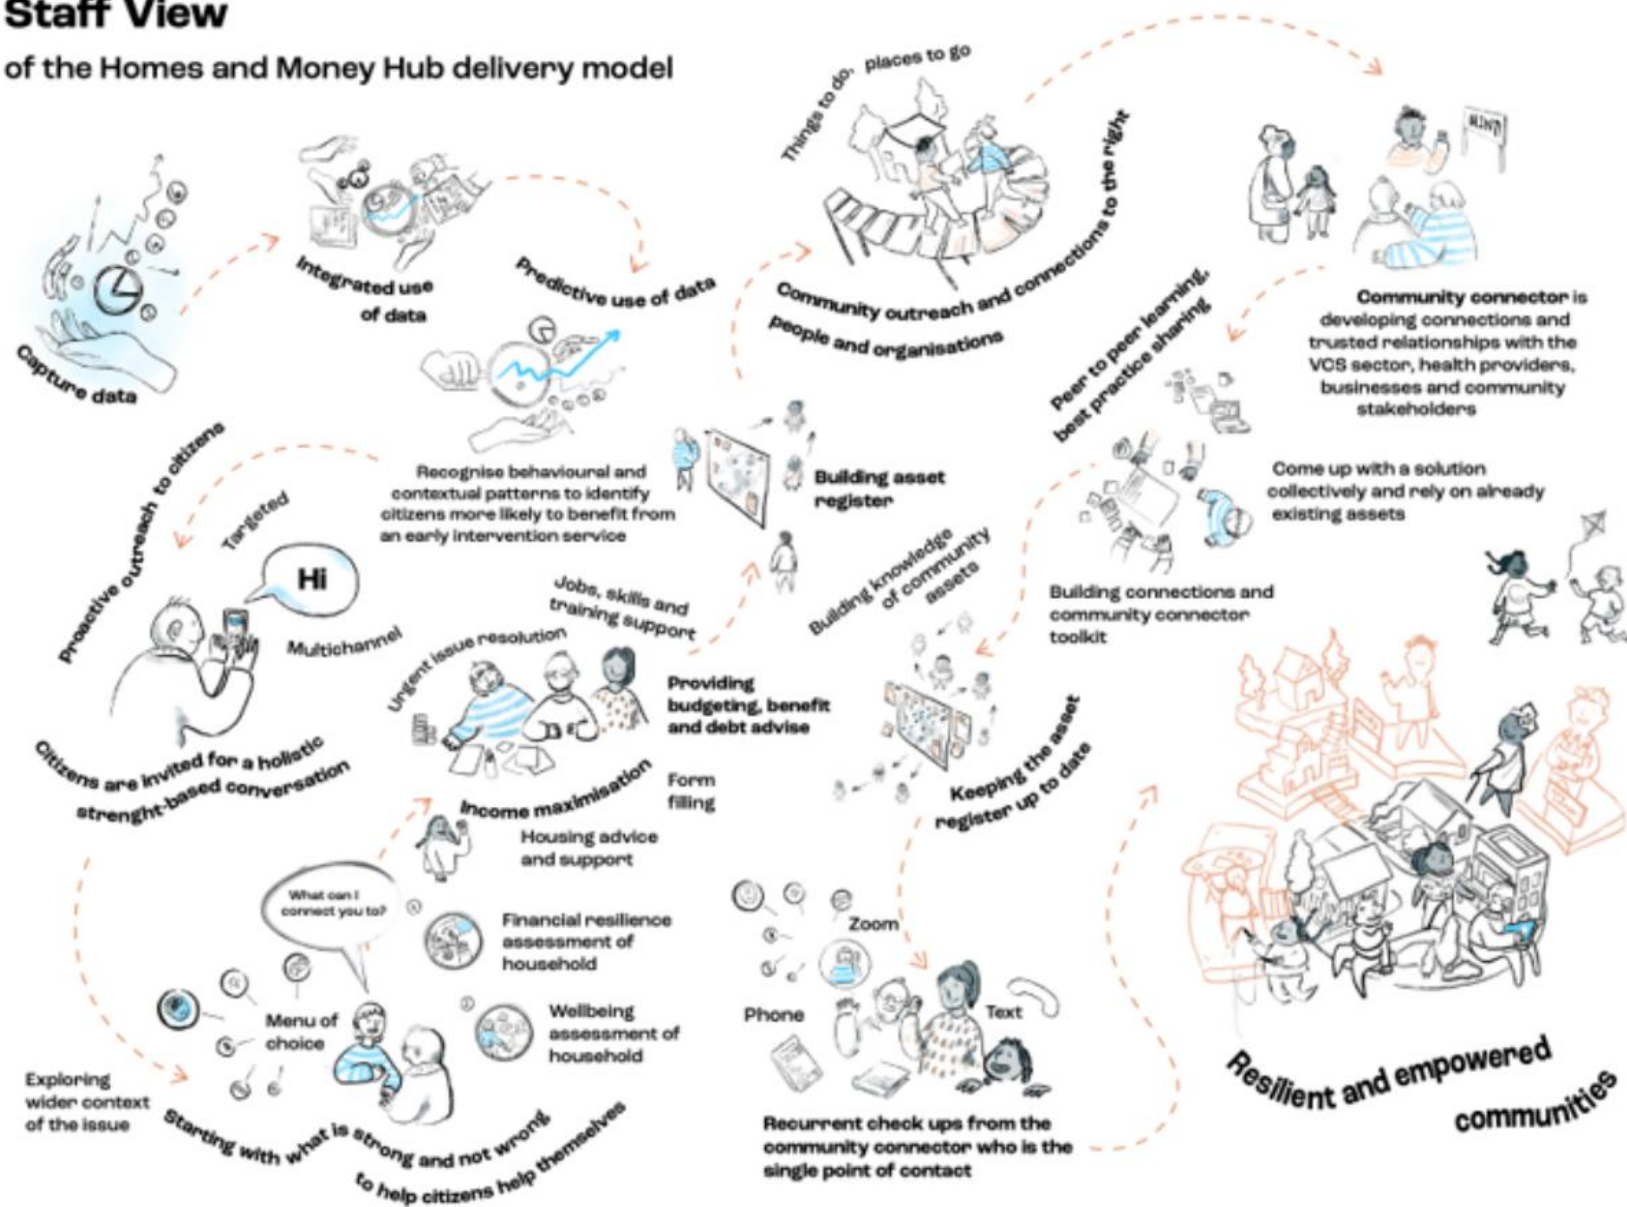 Staff View
of the Homes and Money Hub delivery model
Capture data
Integrated use
of data
Predictive use of data
Recognise behavioural and
contextual patterns to identify
citizens more likely to benefit from
an early intervention service
Proactive outreach to citizens
Targeted
Hi
Multichannel
Citizens are invited for a holistic
strenght-based conversation
Exploring
wider context
of the issue
What can I
connect you to?
Menu of
choice
Starting with what is strong and not wrong
to help citizens help themselves
Financial resilience
assessment of
household
Wellbeing
assessment of
household
Housing advice
and support
Income maximisation
Form
filling
Urgent issue resolution
Jobs, skills and
training support
Providing
budgeting, benefit
and debt advise
Building asset
register
Things to do, places to go
Community outreach and connections to the right
people and organisations
Community connector is
developing connections and
trusted relationships with the
VCS sector, health providers,
businesses and community
stakeholders
Peer to peer learning,
best practice sharing
Come up with a solution
collectively and rely on already
existing assets
Building connections and
community connector
toolkit
Building knowledge
of community
assets
Keeping the asset
register up to date
Zoom
Phone
Text
Recurrent check ups from the
community connector who is the
single point of contact
Resilient and empowered
communities